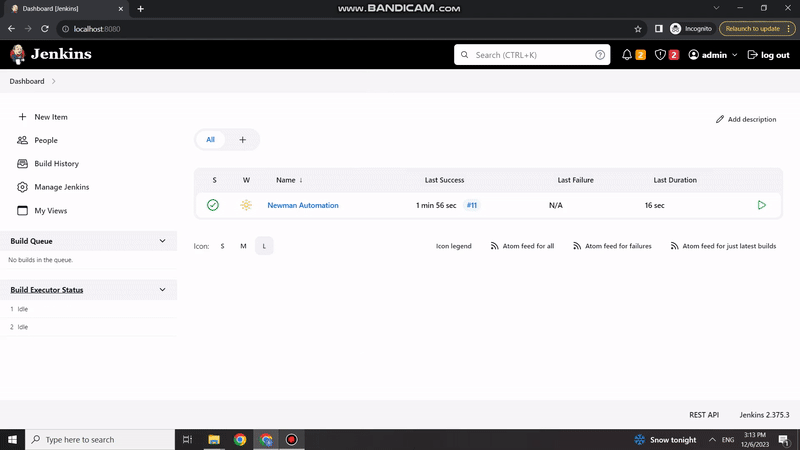 Dashboard [Jenkins]
www.BANDICAM.com
localhost:8080
Incognito
Relaunch to update
Jenkins
Search (CTRL+K)
2
2
admin
log out
Dashboard
New Item
People
Build History
Manage Jenkins
My Views
Build Queue
No builds in the queue.
Build Executor Status
1 Idle
2 Idle
Add description
All +
S W Name ↓ Last Success Last Failure Last Duration
Newman Automation 1 min 56 sec #11 N/A 16 sec
Icon: S M L
Icon legend
Atom feed for all
Atom feed for failures
Atom feed for just latest builds
REST API Jenkins 2.375.3
Type here to search
Snow tonight
ENG
3:13 PM
12/6/2023
1